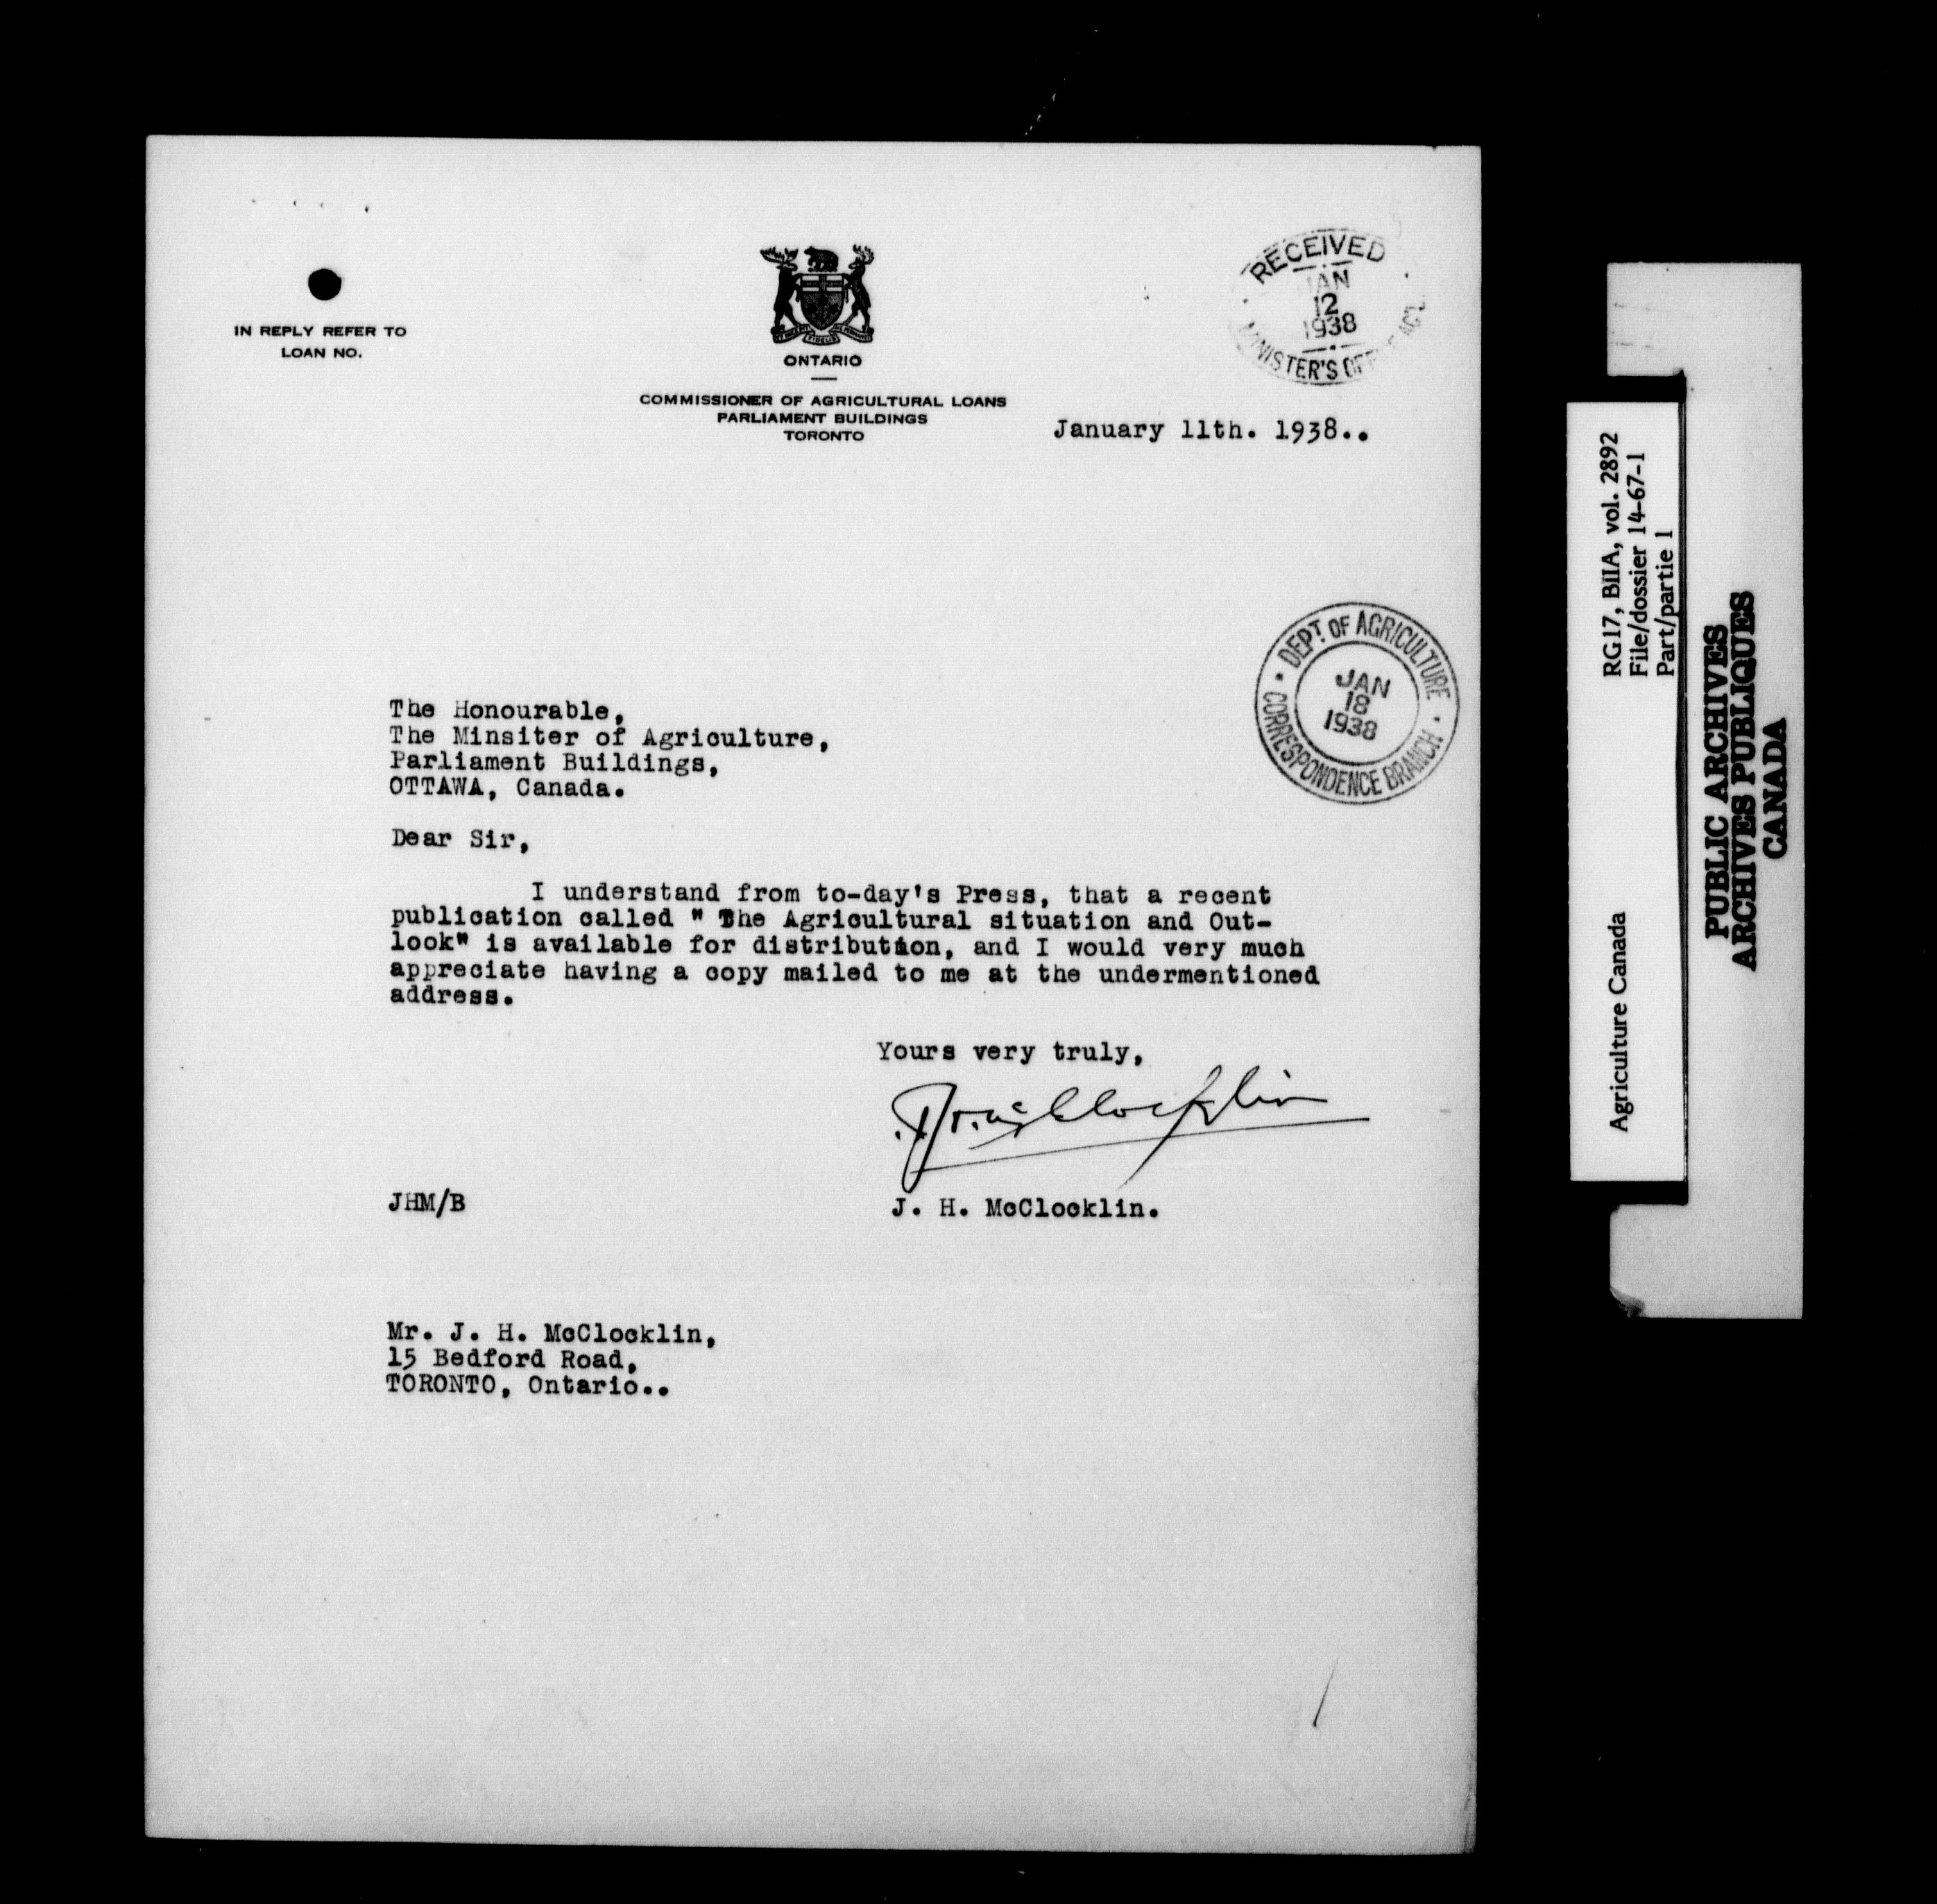 IN REPLY REFER TO
LOAN NO.
ONTARIO
COMMISSIONER OF AGRICULTURAL LOANS
PARLIAMENT BUILDINGS
TORONTO
RECEIVED
JAN
12
1938
MINISTER'S OFFICE AGR
January 11th. 1938..
DEPT. OF AGRICULTURE
JAN
18
1938
CORRESPONDENCE BRANCH
The Honourable,
The Minsiter of Agriculture,
Parliament Buildings,
OTTAWA, Canada.
Dear Sir,
I understand from to-day's Press, that a recent
publication called " The Agricultural situation and Out-
look" is available for distribution, and I would very much
appreciate having a copy mailed to me at the undermentioned
address.
Yours very truly,
JHM/B
J. H. McClocklin.
Mr. J. H. McClocklin,
15 Bedford Road,
TORONTO, Ontario..
Agriculture Canada
RG17, BIIA, vol. 2892
File/dossier 14-67-1
Part/partie 1
PUBLIC ARCHIVES
ARCHIVES PUBLIQUES
CANADA